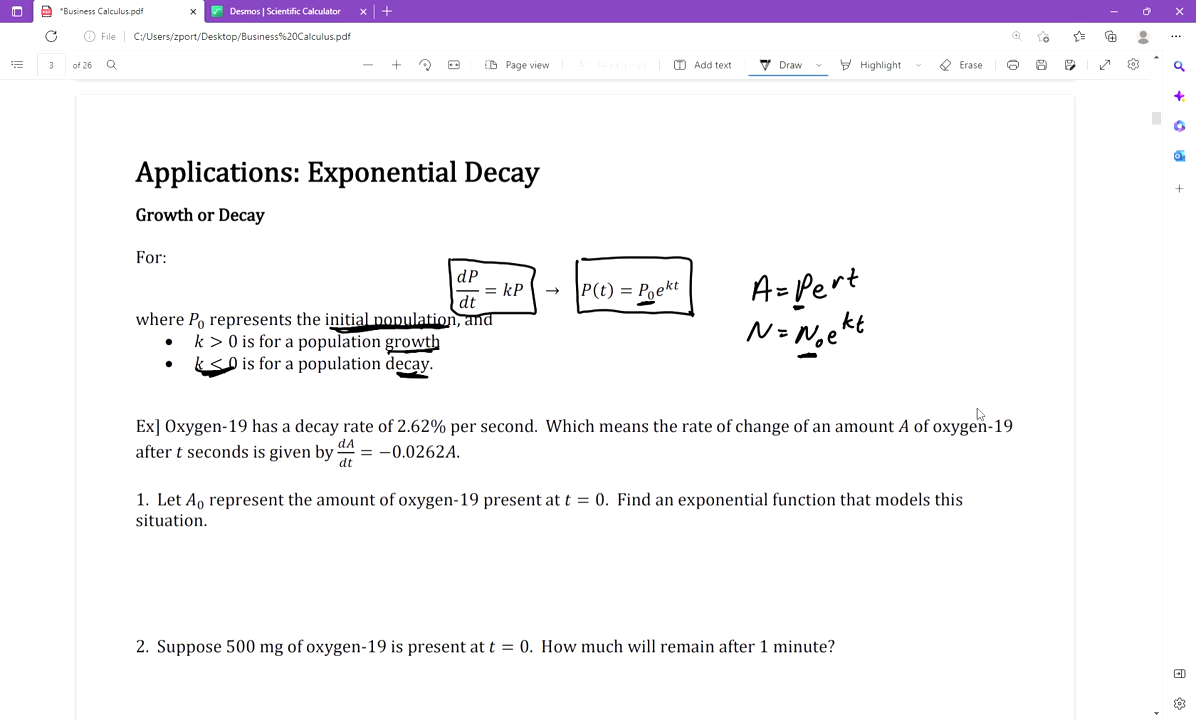 *Business Calculus.pdf
Desmos | Scientific Calculator
File
C:/Users/zport/Desktop/Business%20Calculus.pdf
3 of 26
Page view
Add text
Draw
Highlight
Erase
Applications: Exponential Decay
Growth or Decay
For:
dP/dt = kP → P(t) = P₀e^{kt}
A = Pe^{rt}
N = N₀e^{kt}
where P₀ represents the initial population, and
• k > 0 is for a population growth
• k < 0 is for a population decay.
Ex] Oxygen-19 has a decay rate of 2.62% per second. Which means the rate of change of an amount A of oxygen-19
after t seconds is given by dA/dt = −0.0262A.
1. Let A₀ represent the amount of oxygen-19 present at t = 0. Find an exponential function that models this
situation.
2. Suppose 500 mg of oxygen-19 is present at t = 0. How much will remain after 1 minute?